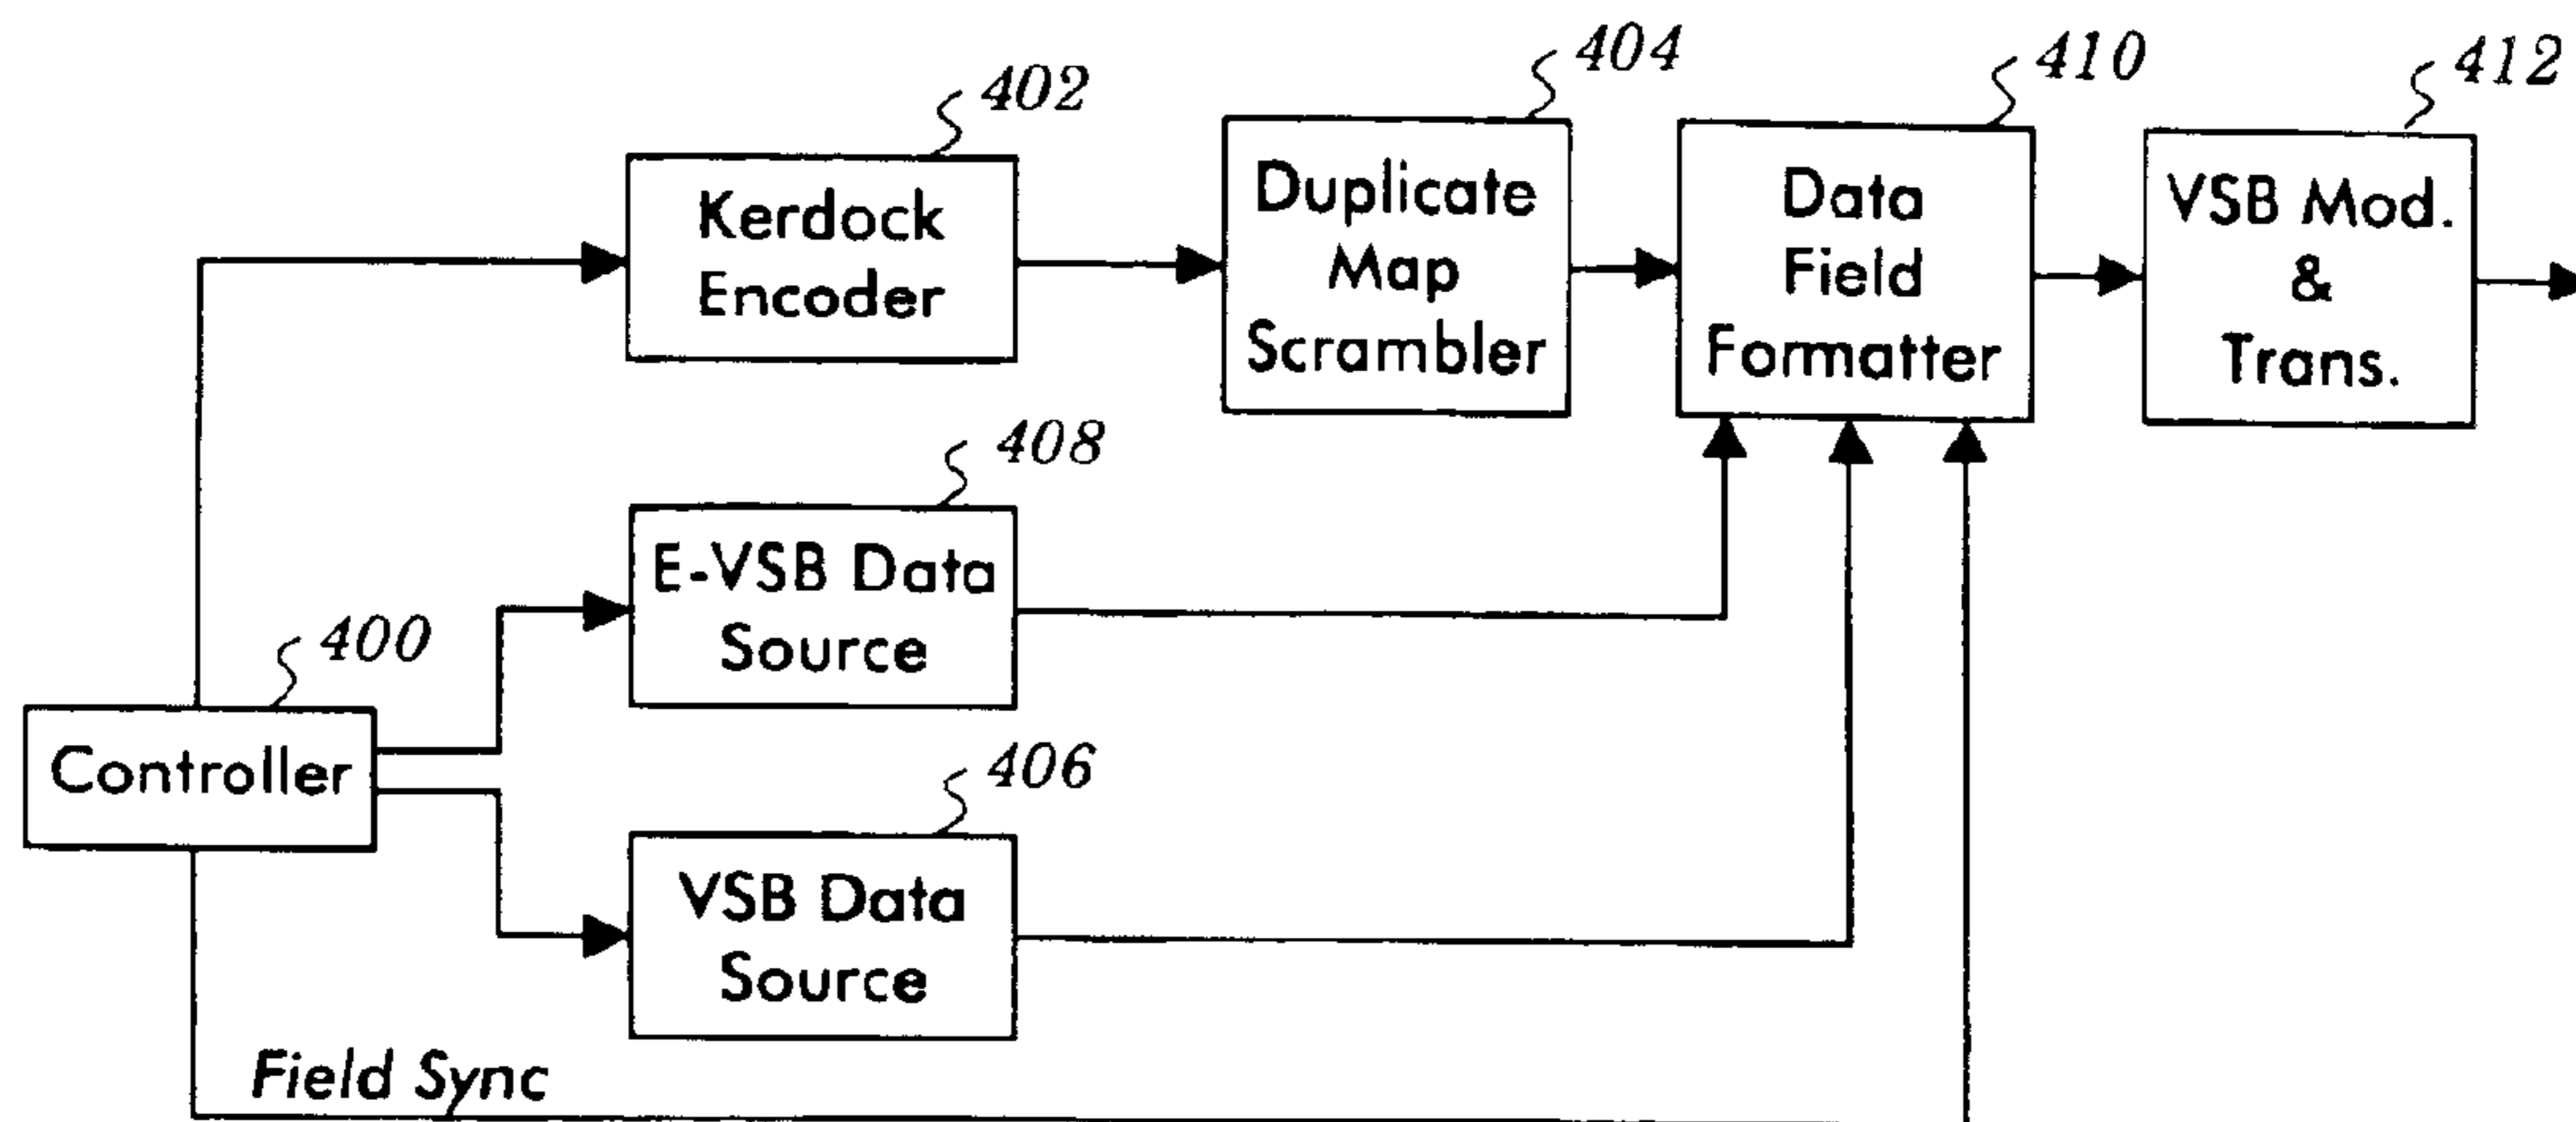 402
Kerdock
Encoder
404
Duplicate
Map
Scrambler
410
Data
Field
Formatter
412
VSB Mod.
&
Trans.
408
E-VSB Data
Source
400
Controller
406
VSB Data
Source
Field Sync